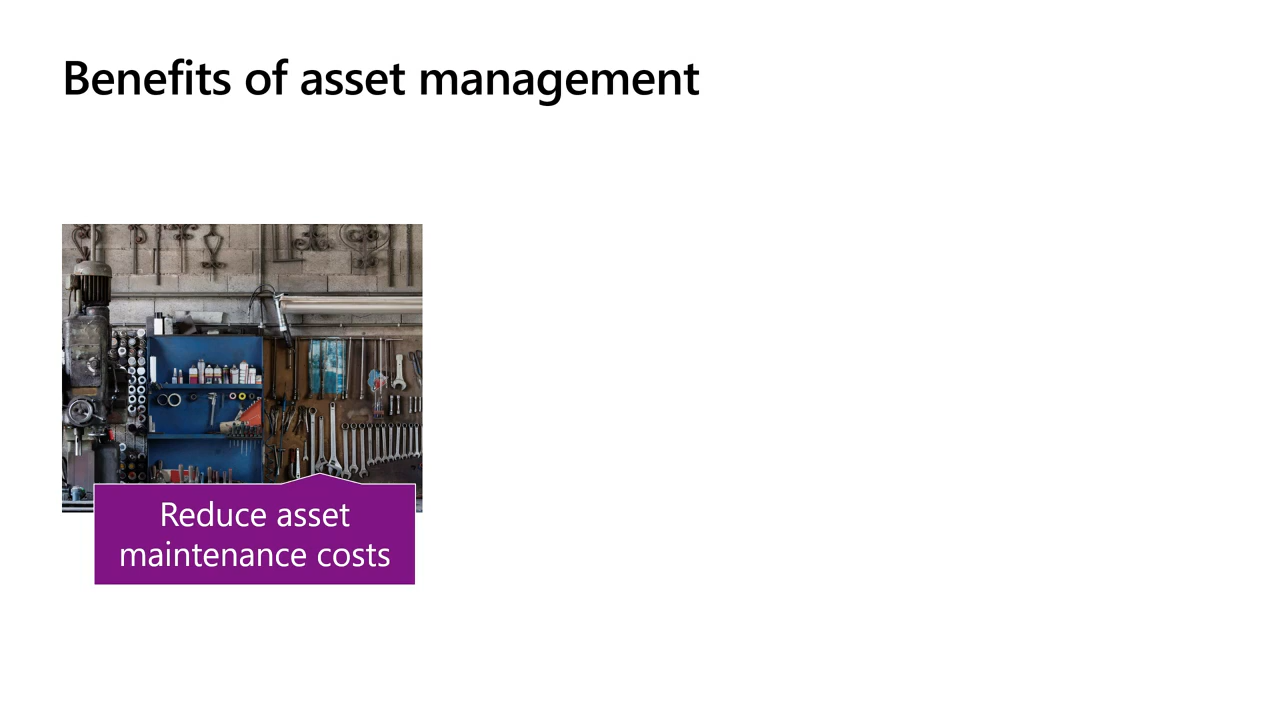 Benefits of asset management
Reduce asset
maintenance costs